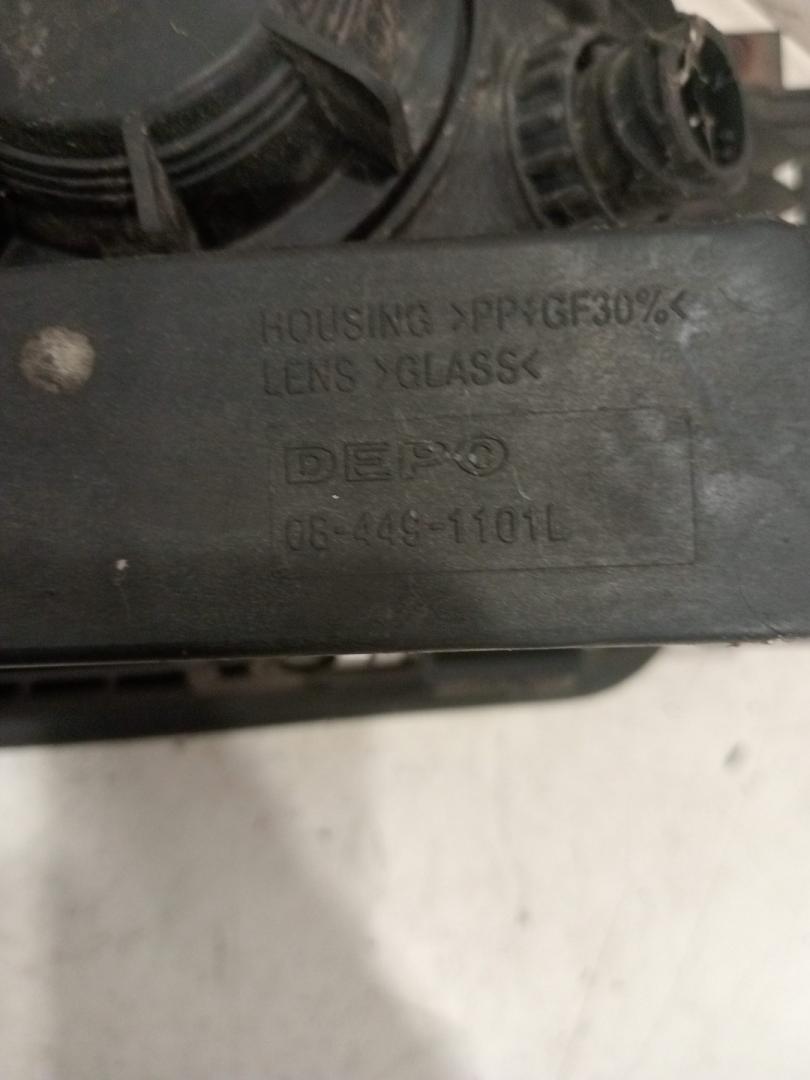 HOUSING >PP+GF30%<
LENS >GLASS<
DEPO
08-449-1101L